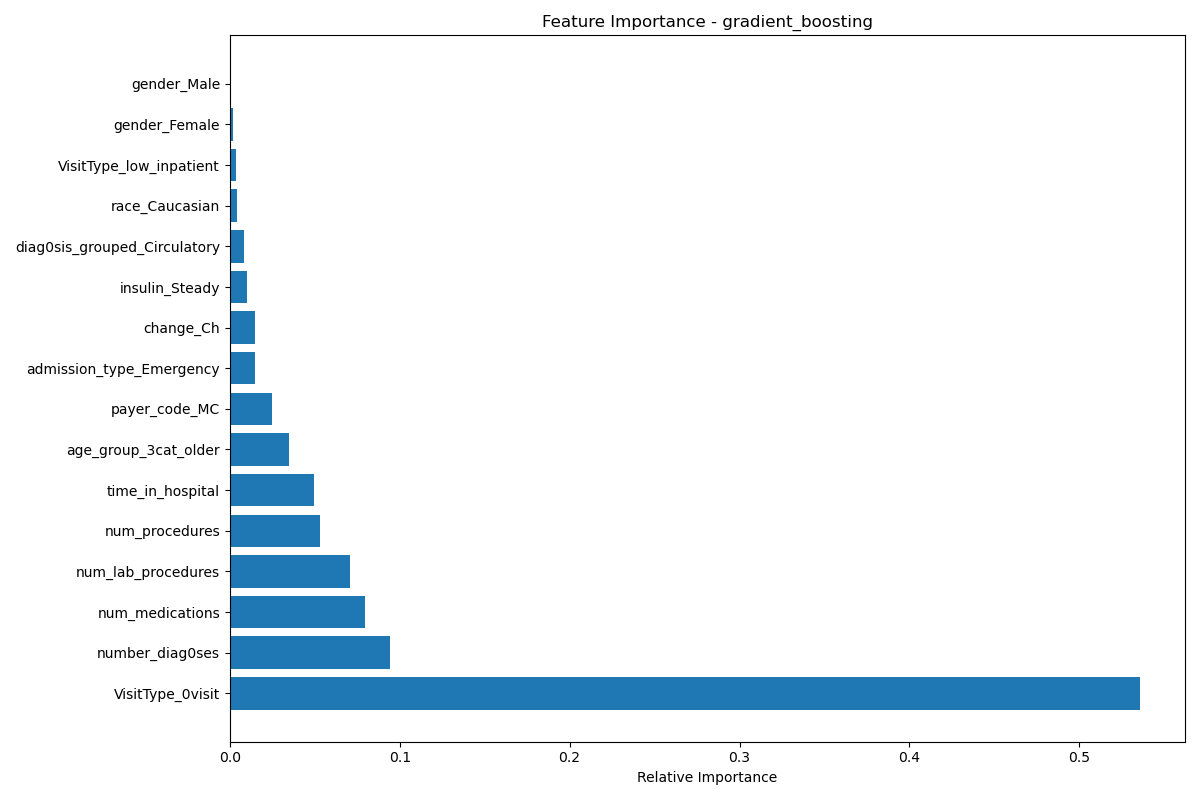 Feature Importance - gradient_boosting
gender_Male
gender_Female
VisitType_low_inpatient
race_Caucasian
diag0sis_grouped_Circulatory
insulin_Steady
change_Ch
admission_type_Emergency
payer_code_MC
age_group_3cat_older
time_in_hospital
num_procedures
num_lab_procedures
num_medications
number_diag0ses
VisitType_0visit
0.0 0.1 0.2 0.3 0.4 0.5
Relative Importance